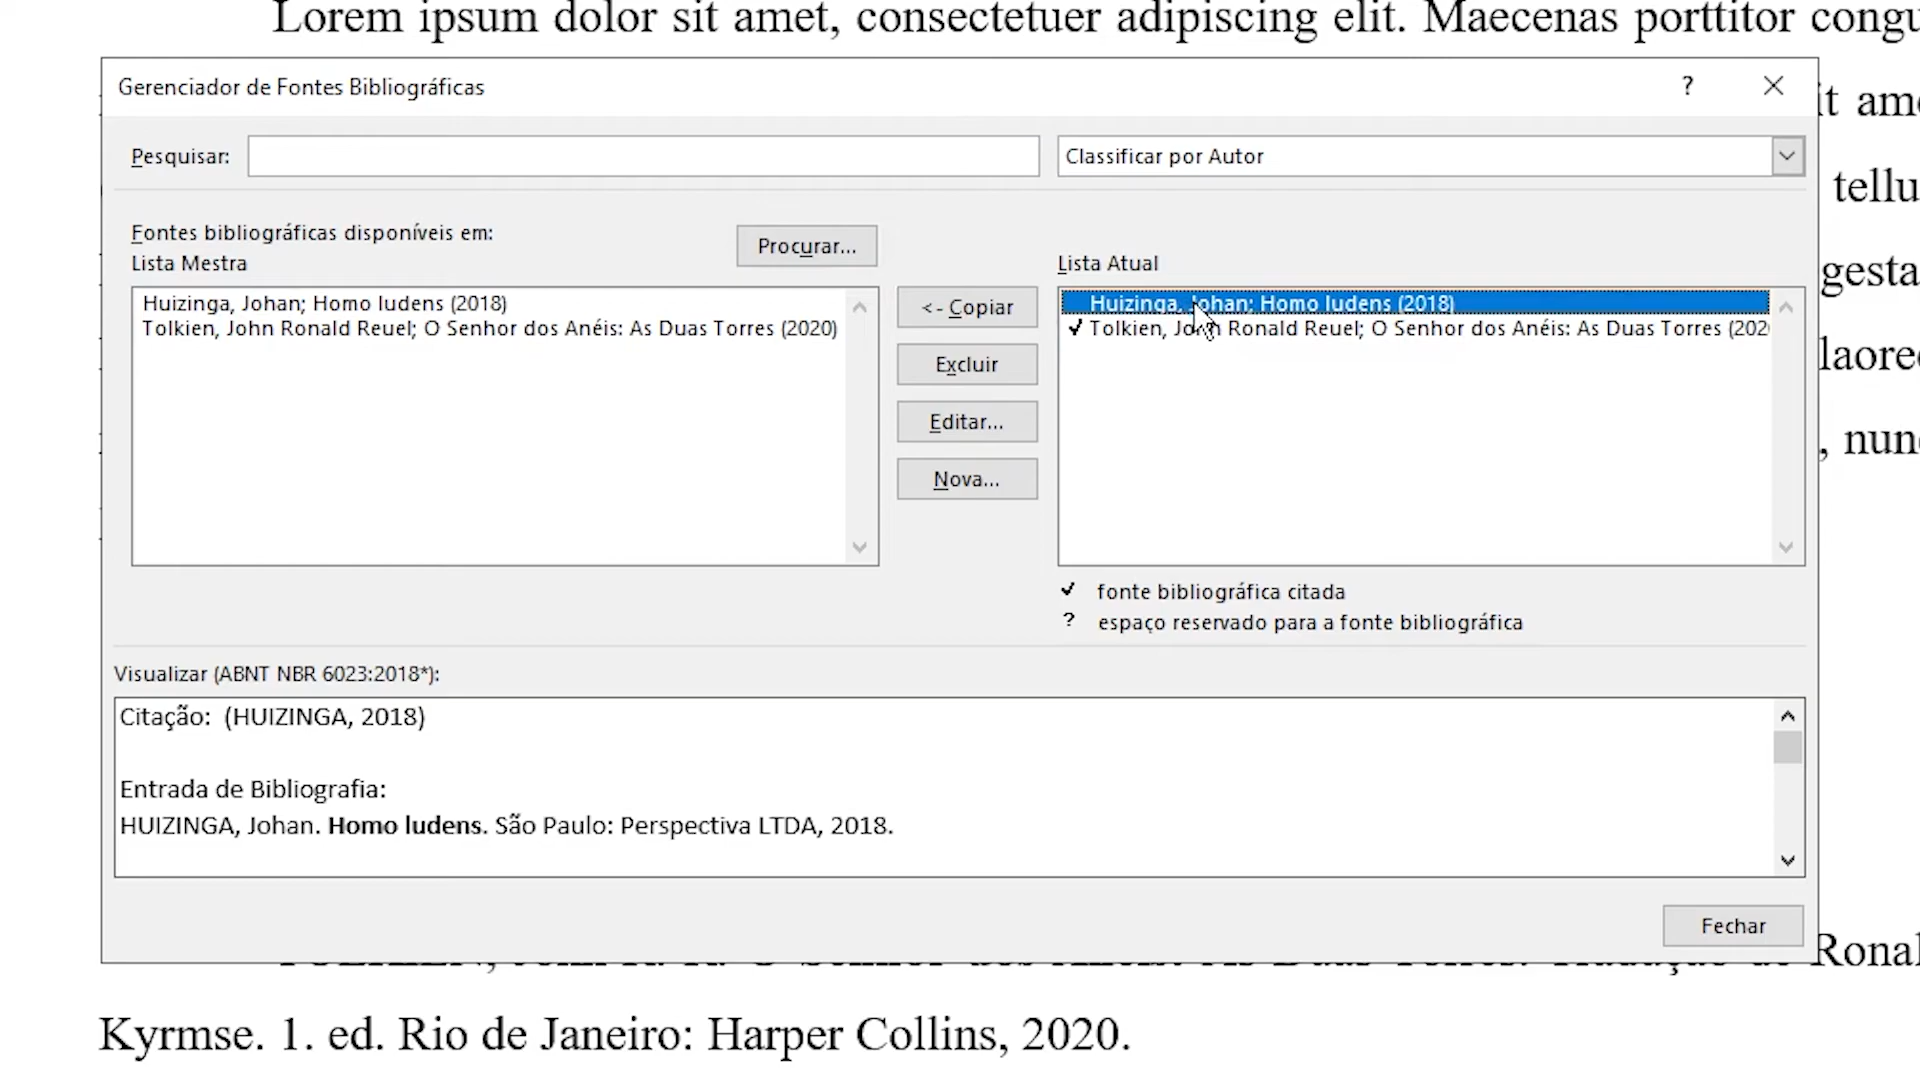 Lorem ipsum dolor sit amet, consectetuer adipiscing elit. Maecenas porttitor congu
Gerenciador de Fontes Bibliográficas
?
it ame
Pesquisar:
Classificar por Autor
tellu
Fontes bibliográficas disponíveis em:
Lista Mestra
Procurar...
Lista Atual
gesta
Huizinga, Johan; Homo ludens (2018)
Tolkien, John Ronald Reuel; O Senhor dos Anéis: As Duas Torres (2020)
<- Copiar
Excluir
Editar...
Nova...
Huizinga, Johan; Homo ludens (2018)
✓ Tolkien, John Ronald Reuel; O Senhor dos Anéis: As Duas Torres (202
laore
, nun
✓ fonte bibliográfica citada
? espaço reservado para a fonte bibliográfica
Visualizar (ABNT NBR 6023:2018*):
Citação: (HUIZINGA, 2018)
Entrada de Bibliografia:
HUIZINGA, Johan. Homo ludens. São Paulo: Perspectiva LTDA, 2018.
Fechar
Ronal
Kyrmse. 1. ed. Rio de Janeiro: Harper Collins, 2020.